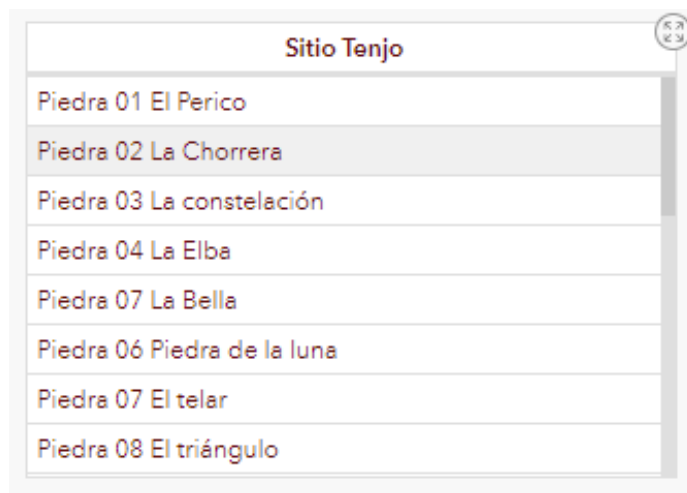 Sitio Tenjo
Piedra 01 El Perico
Piedra 02 La Chorrera
Piedra 03 La constelación
Piedra 04 La Elba
Piedra 07 La Bella
Piedra 06 Piedra de la luna
Piedra 07 El telar
Piedra 08 El triángulo